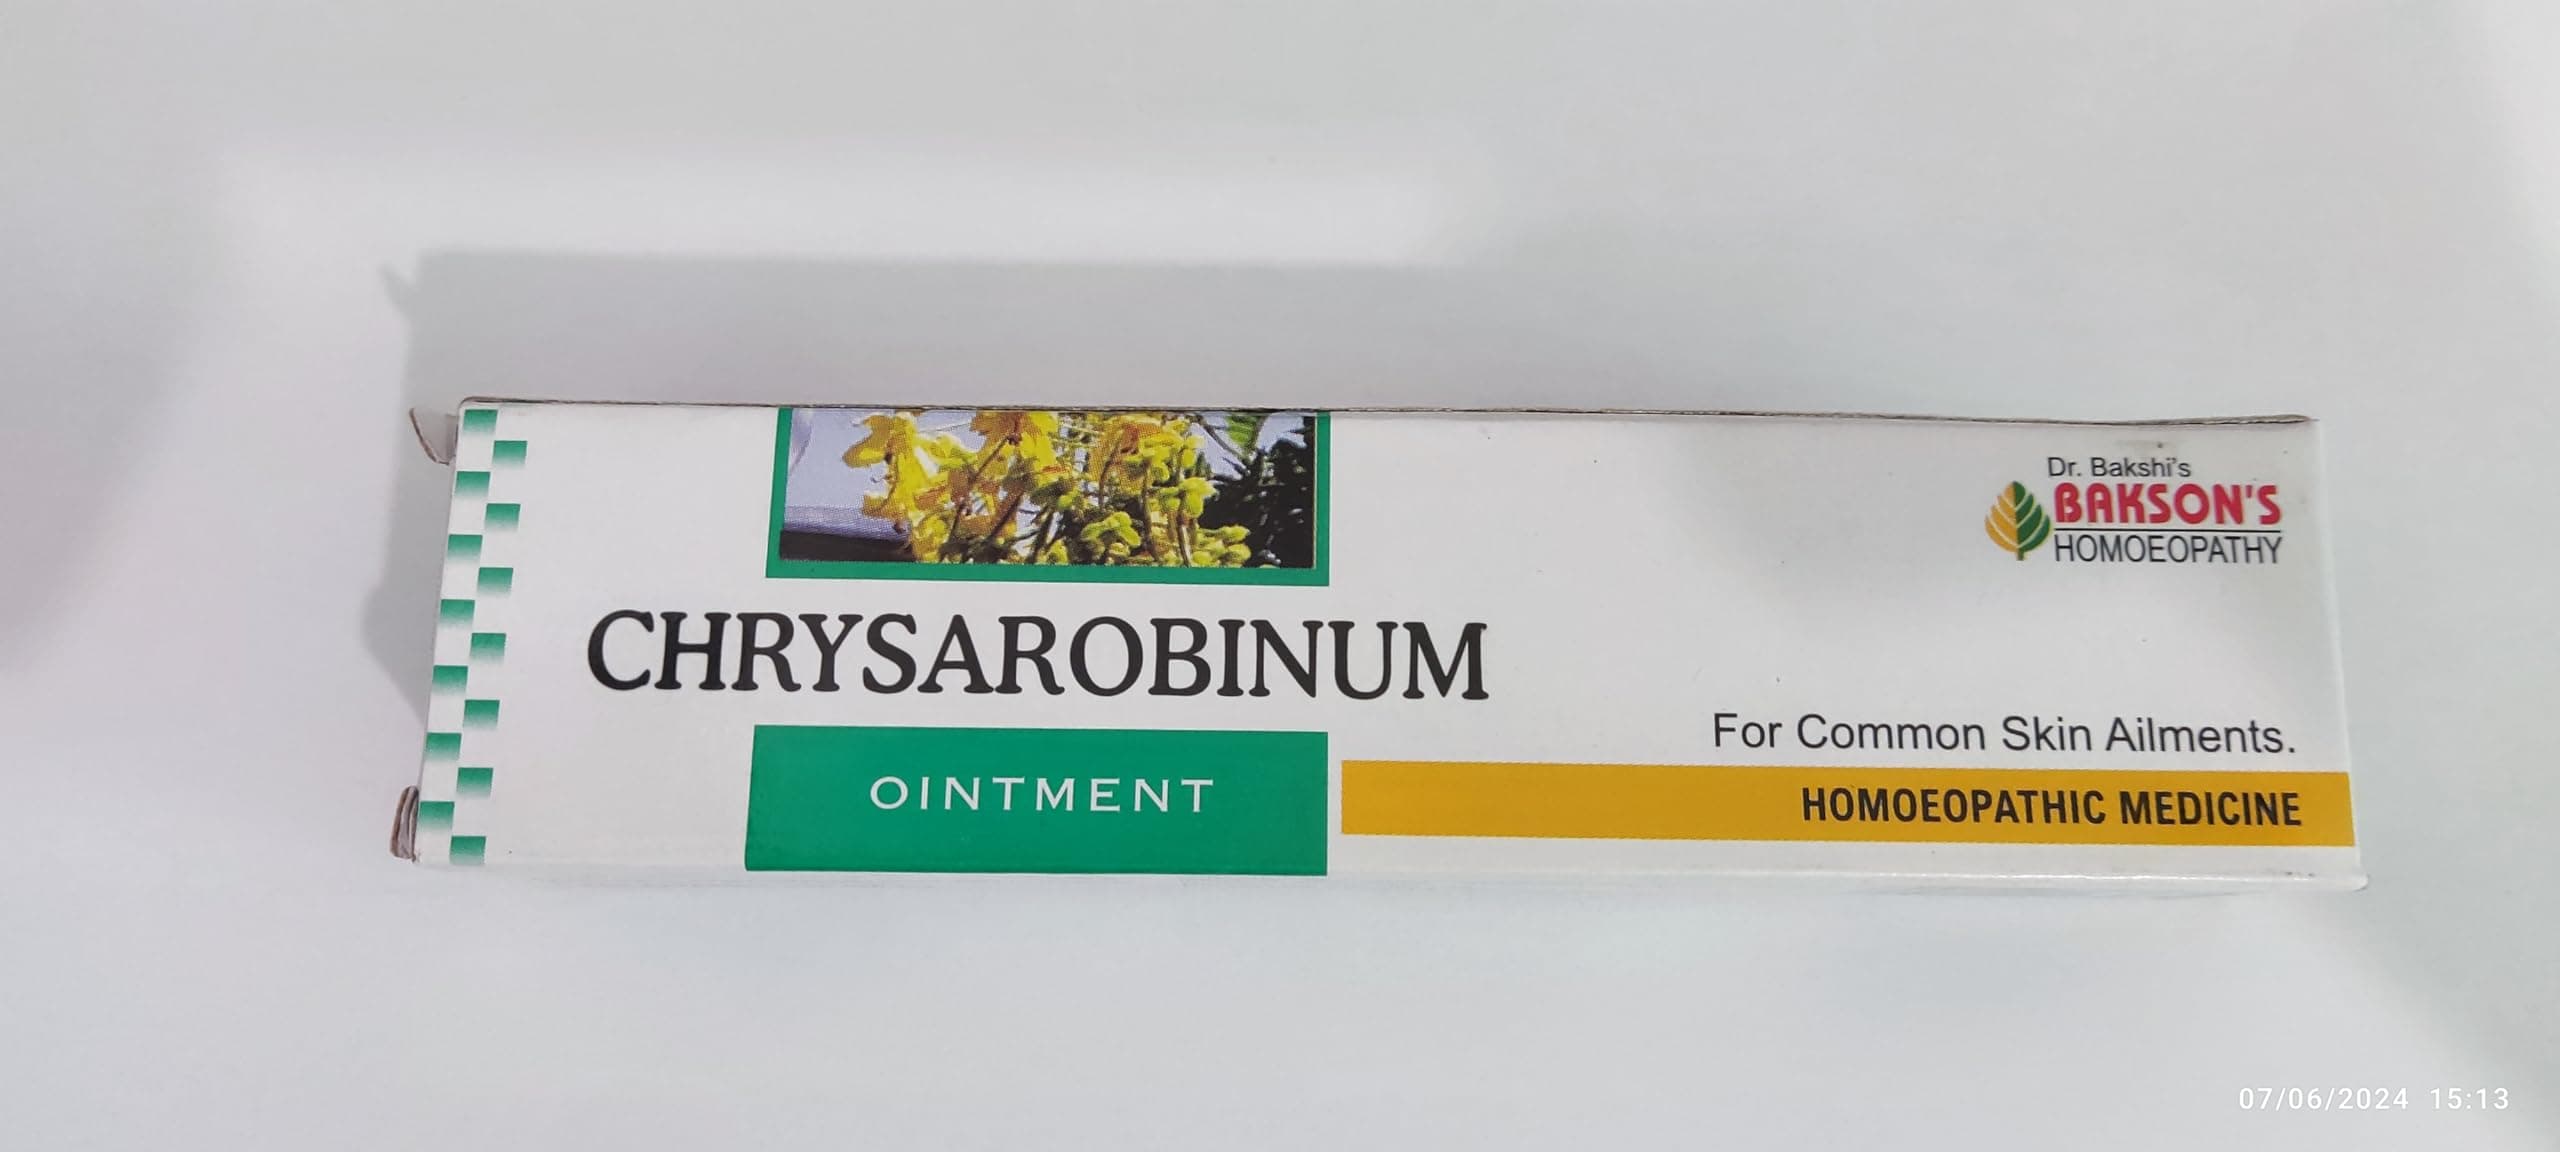 Dr. Bakshi's
BAKSON'S
HOMOEOPATHY
CHRYSAROBINUM
For Common Skin Ailments.
OINTMENT
HOMOEOPATHIC MEDICINE
07/06/2024 15:13